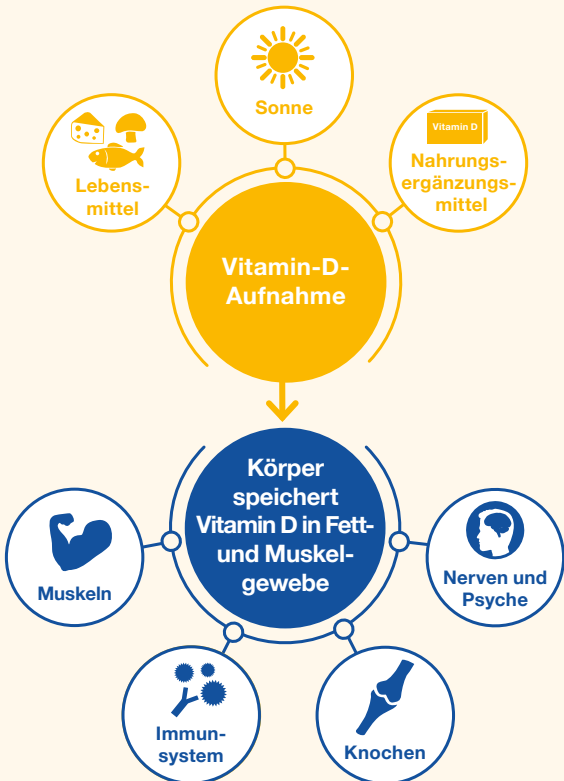 Sonne
Lebens-
mittel
Vitamin D
Nahrungs-
ergänzungs-
mittel
Vitamin-D-
Aufnahme
Körper
speichert
Vitamin D in Fett-
und Muskel-
gewebe
Muskeln
Nerven und
Psyche
Immun-
system
Knochen